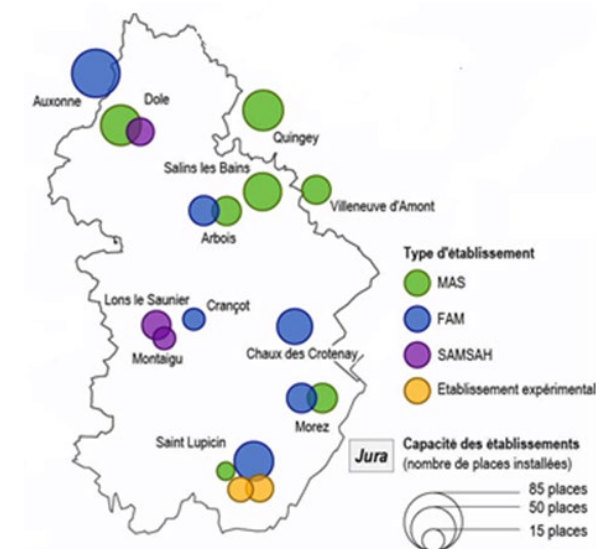 Auxonne
Dole
Quingey
Salins les Bains
Villeneuve d'Amont
Arbois
Type d'établissement
MAS
FAM
SAMSAH
Etablissement expérimental
Lons le Saunier
Crançot
Montaigu
Chaux des Crotenay
Morez
Saint Lupicin
Jura
Capacité des établissements
(nombre de places installées)
85 places
50 places
15 places